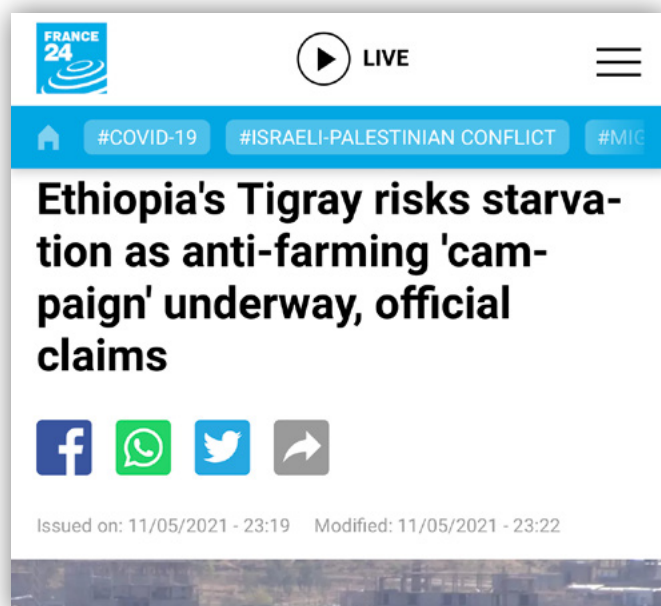 FRANCE
24
LIVE
#COVID-19 #ISRAELI-PALESTINIAN CONFLICT #MIG
Ethiopia's Tigray risks starva-
tion as anti-farming 'cam-
paign' underway, official
claims
Issued on: 11/05/2021 - 23:19 Modified: 11/05/2021 - 23:22